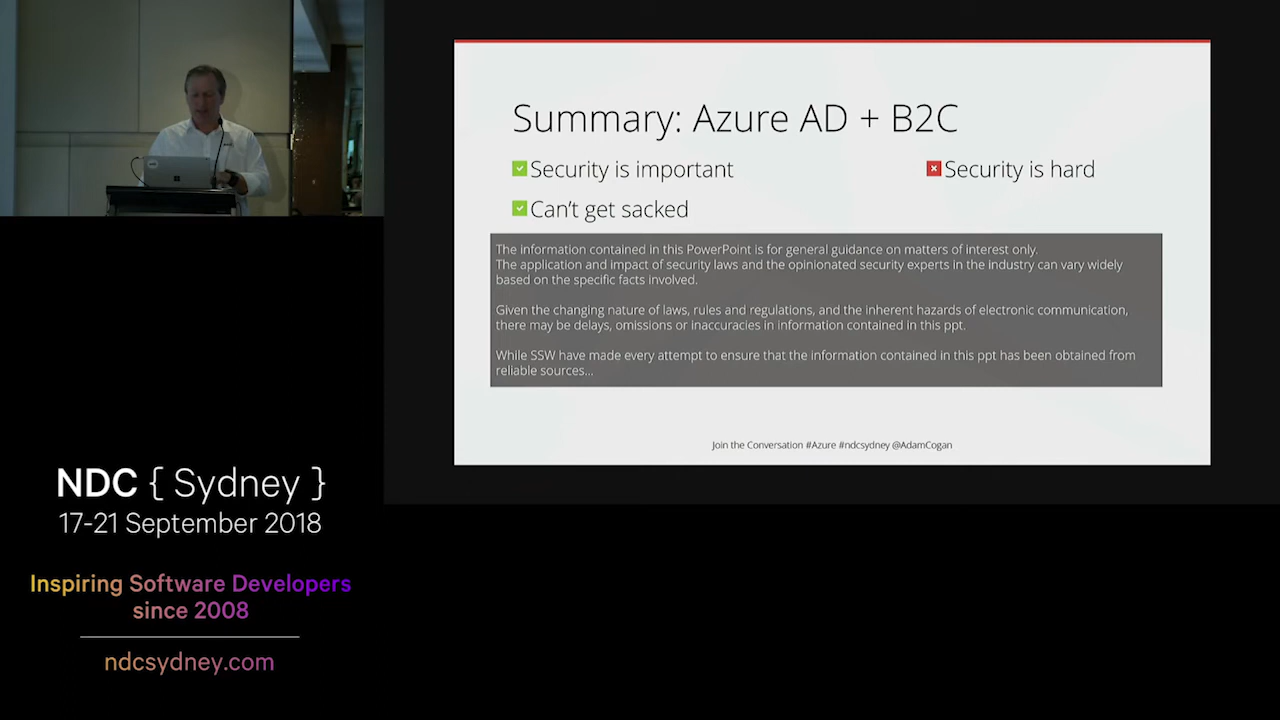 Summary: Azure AD + B2C
Security is important
Security is hard
Can't get sacked
The information contained in this PowerPoint is for general guidance on matters of interest only.
The application and impact of security laws and the opinionated security experts in the industry can vary widely
based on the specific facts involved.
Given the changing nature of laws, rules and regulations, and the inherent hazards of electronic communication,
there may be delays, omissions or inaccuracies in information contained in this ppt.
While SSW have made every attempt to ensure that the information contained in this ppt has been obtained from
reliable sources...
Join the Conversation #Azure #ndcsydney @AdamCogan
NDC { Sydney }
17-21 September 2018
Inspiring Software Developers
since 2008
ndcsydney.com